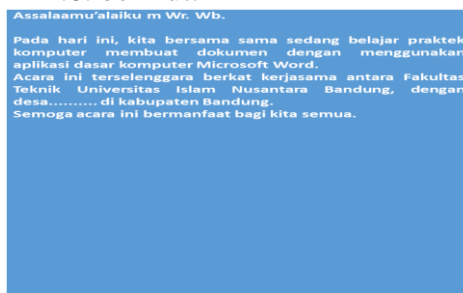 Assalaamu'alaiku m Wr. Wb.
Pada hari ini, kita bersama sama sedang belajar praktek
komputer membuat dokumen dengan menggunakan
aplikasi dasar komputer Microsoft Word.
Acara ini terselenggara berkat kerjasama antara Fakultas
Teknik Universitas Islam Nusantara Bandung, dengan
desa.......... di kabupaten Bandung.
Semoga acara ini bermanfaat bagi kita semua.